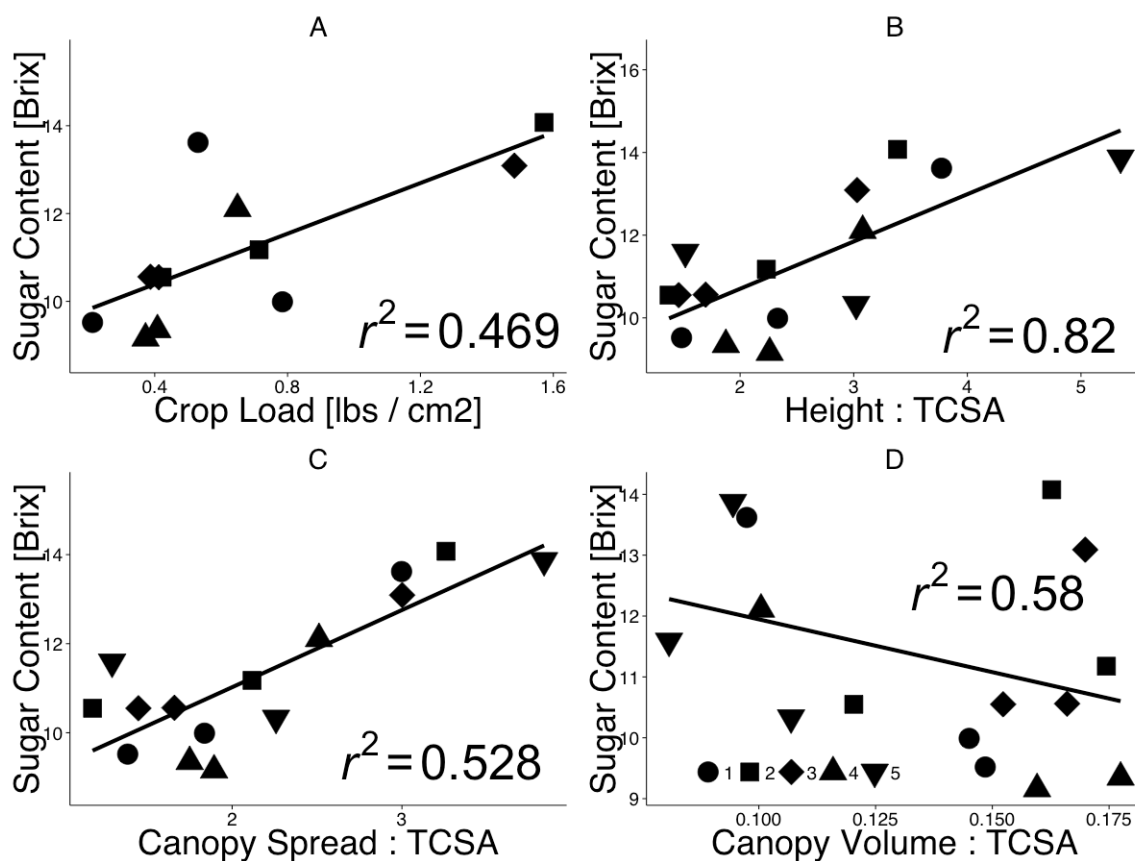 A
Sugar Content [Brix]
14
12
10
r² = 0.469
0.4 0.8 1.2 1.6
Crop Load [lbs / cm2]
B
Sugar Content [Brix]
16
14
12
10
r² = 0.82
2 3 4 5
Height : TCSA
C
Sugar Content [Brix]
14
12
10
r² = 0.528
2 3
Canopy Spread : TCSA
D
Sugar Content [Brix]
14
13
12
11
10
9
r² = 0.58
1 2 3 4 5
0.100 0.125 0.150 0.175
Canopy Volume : TCSA